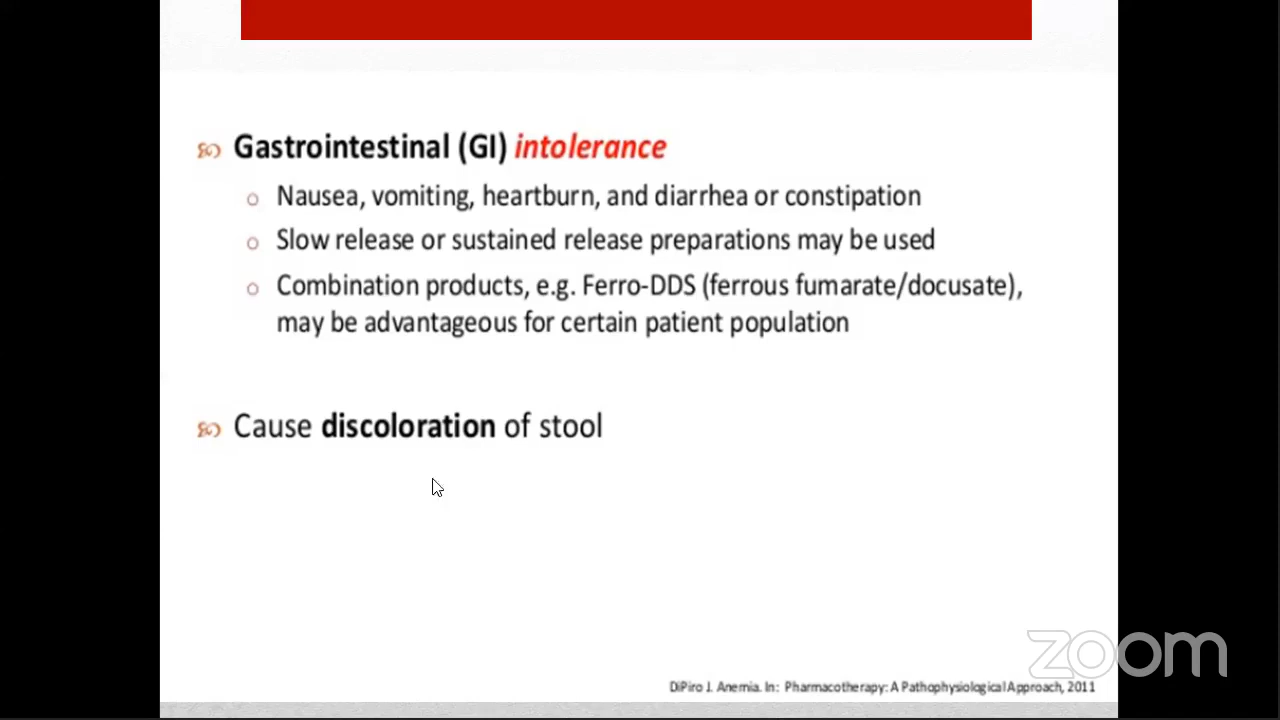 Gastrointestinal (GI) intolerance
Nausea, vomiting, heartburn, and diarrhea or constipation
Slow release or sustained release preparations may be used
Combination products, e.g. Ferro-DDS (ferrous fumarate/docusate),
may be advantageous for certain patient population
Cause discoloration of stool
zoom
DiPiro J. Anemia. In: Pharmacotherapy: A Pathophysiological Approach, 2011